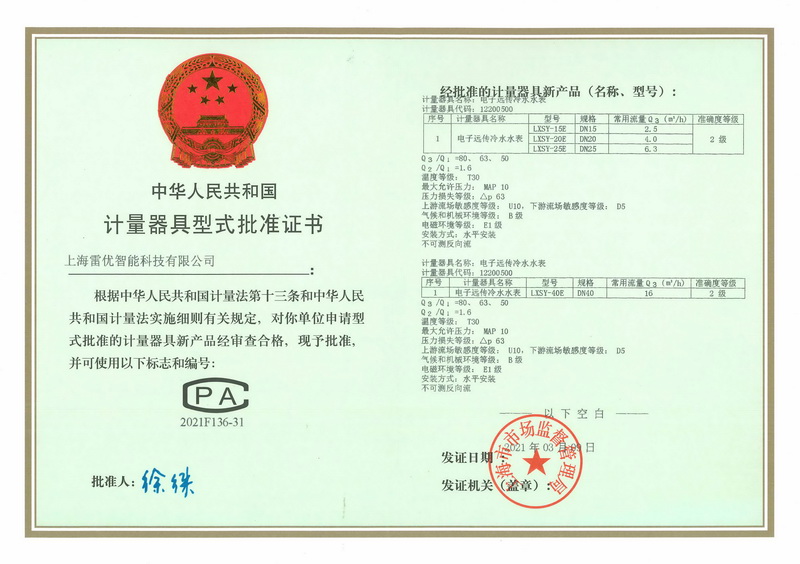 中华人民共和国
计量器具型式批准证书
上海雷优智能科技有限公司
:
根据中华人民共和国计量法第十三条和中华人民
共和国计量法实施细则有关规定，对你单位申请型
式批准的计量器具新产品经审查合格，现予批准，
并可使用以下标志和编号：
CPA
2021F136-31
批准人：
经批准的计量器具新产品（名称、型号）：
计量器具名称：电子远传冷水水表
计量器具代码：12200500
序号 计量器具名称 型号 规格 常用流量Q3（m³/h） 准确度等级
1 电子远传冷水水表 LXSY-15E DN15 2.5 2 级
LXSY-20E DN20 4.0
LXSY-25E DN25 6.3
Q3/Q1=80、 63、 50
Q2/Q1=1.6
温度等级： T30
最大允许压力： MAP 10
压力损失等级：△p 63
上游流场敏感度等级： U10，下游流场敏感度等级： D5
气候和机械环境等级： B 级
电磁环境等级： E1级
安装方式：水平安装
不可测反向流
计量器具名称：电子远传冷水水表
计量器具代码：12200500
序号 计量器具名称 型号 规格 常用流量Q3（m³/h） 准确度等级
1 电子远传冷水水表 LXSY-40E DN40 16 2 级
Q3/Q1=80、 63、 50
Q2/Q1=1.6
温度等级： T30
最大允许压力： MAP 10
压力损失等级：△p 63
上游流场敏感度等级： U10，下游流场敏感度等级： D5
气候和机械环境等级： B 级
电磁环境等级： E1级
安装方式：水平安装
不可测反向流
—— 以下空白 ——
发证日期：2021 年 03 月 09 日
发证机关（盖章）：
上海市市场监督管理局